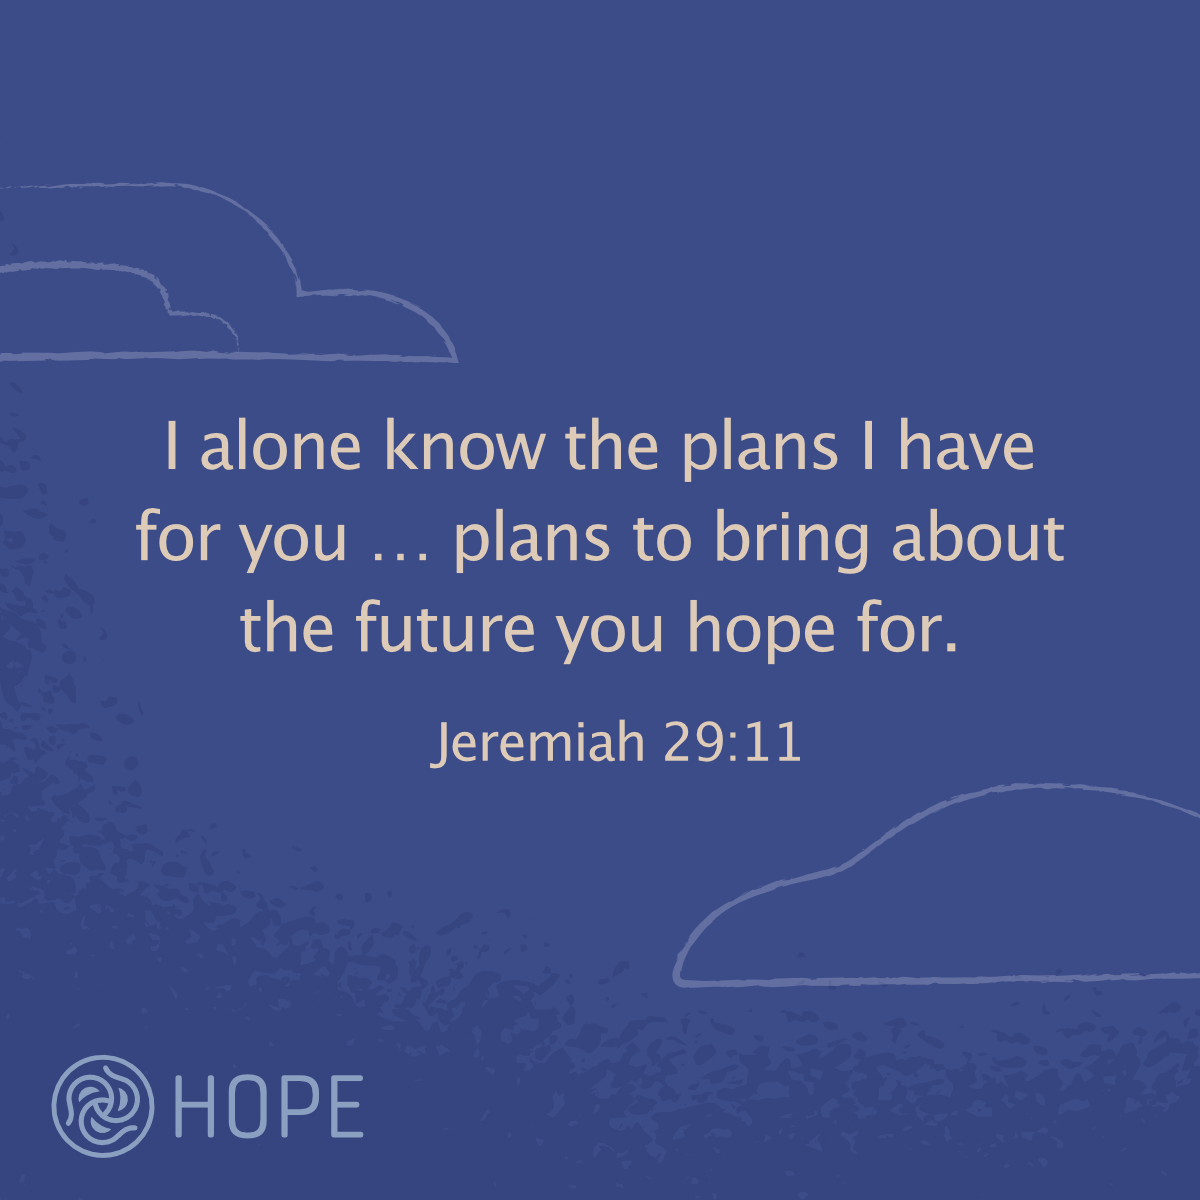 I alone know the plans I have
for you … plans to bring about
the future you hope for.
Jeremiah 29:11
HOPE